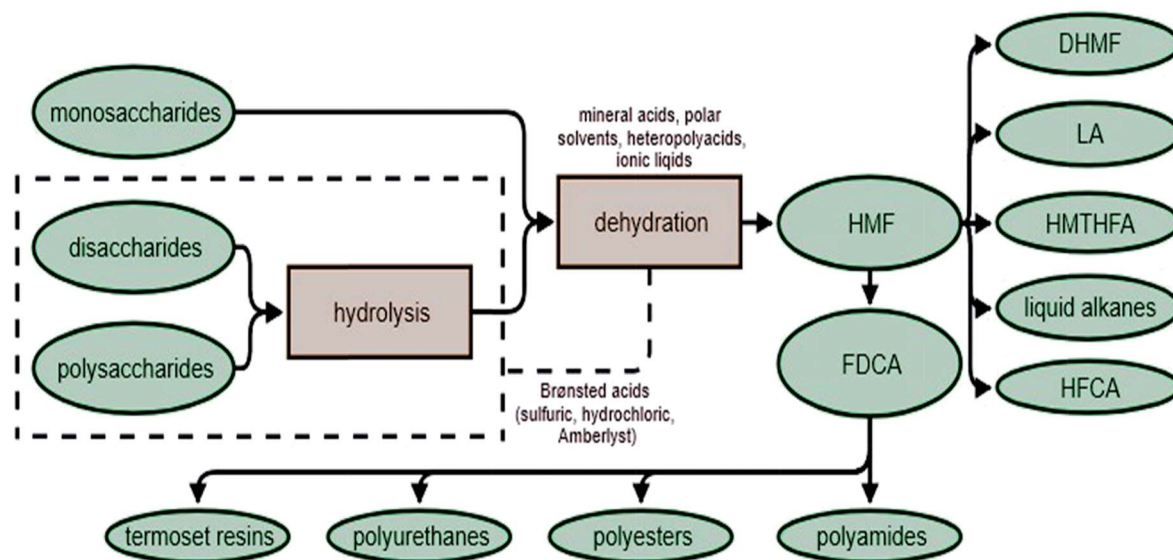 DHMF
monosaccharides
mineral acids, polar
solvents, heteropolyacids,
ionic liqids
LA
disaccharides
dehydration
HMF
HMTHFA
hydrolysis
liquid alkanes
polysaccharides
FDCA
Brønsted acids
(sulfuric, hydrochloric,
Amberlyst)
HFCA
termoset resins
polyurethanes
polyesters
polyamides